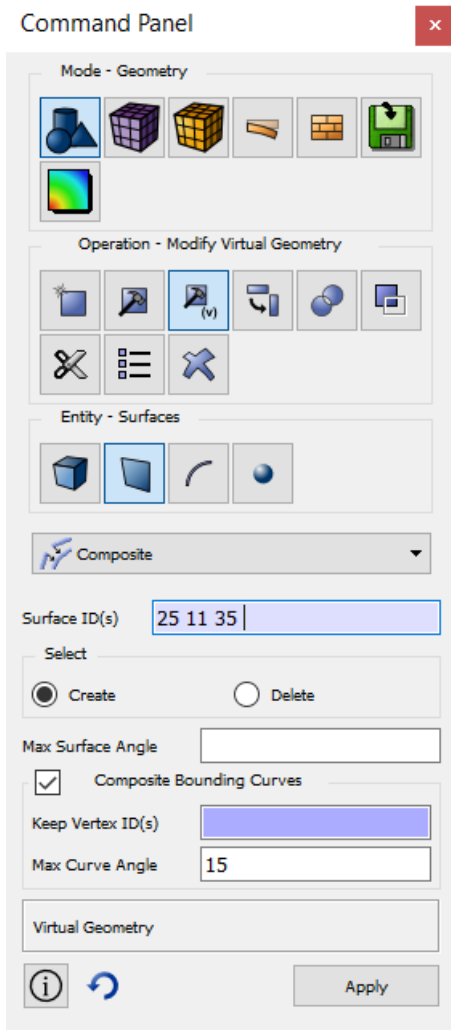 Command Panel
×
Mode - Geometry
Operation - Modify Virtual Geometry
(v)
Entity - Surfaces
Composite
Surface ID(s) 25 11 35
Select
Create Delete
Max Surface Angle
Composite Bounding Curves
Keep Vertex ID(s)
Max Curve Angle 15
Virtual Geometry
Apply